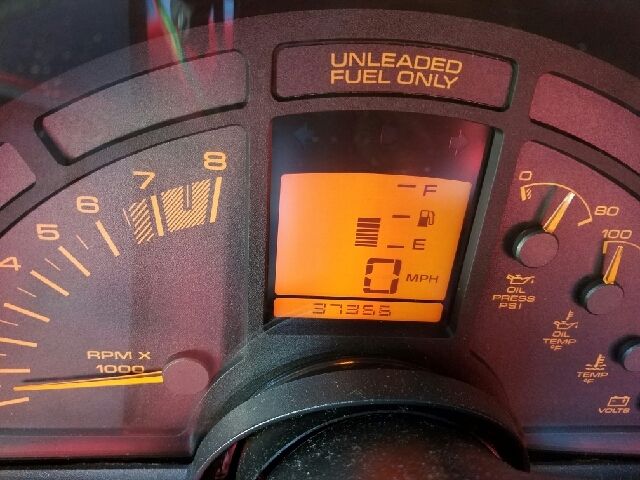 UNLEADED
FUEL ONLY
4 5 6 7 8
RPM X
1000
F
E
0 MPH
37366
0 80
OIL
PRESS
PSI
100
OIL
TEMP
°F
TEMP
°F
VOLTS